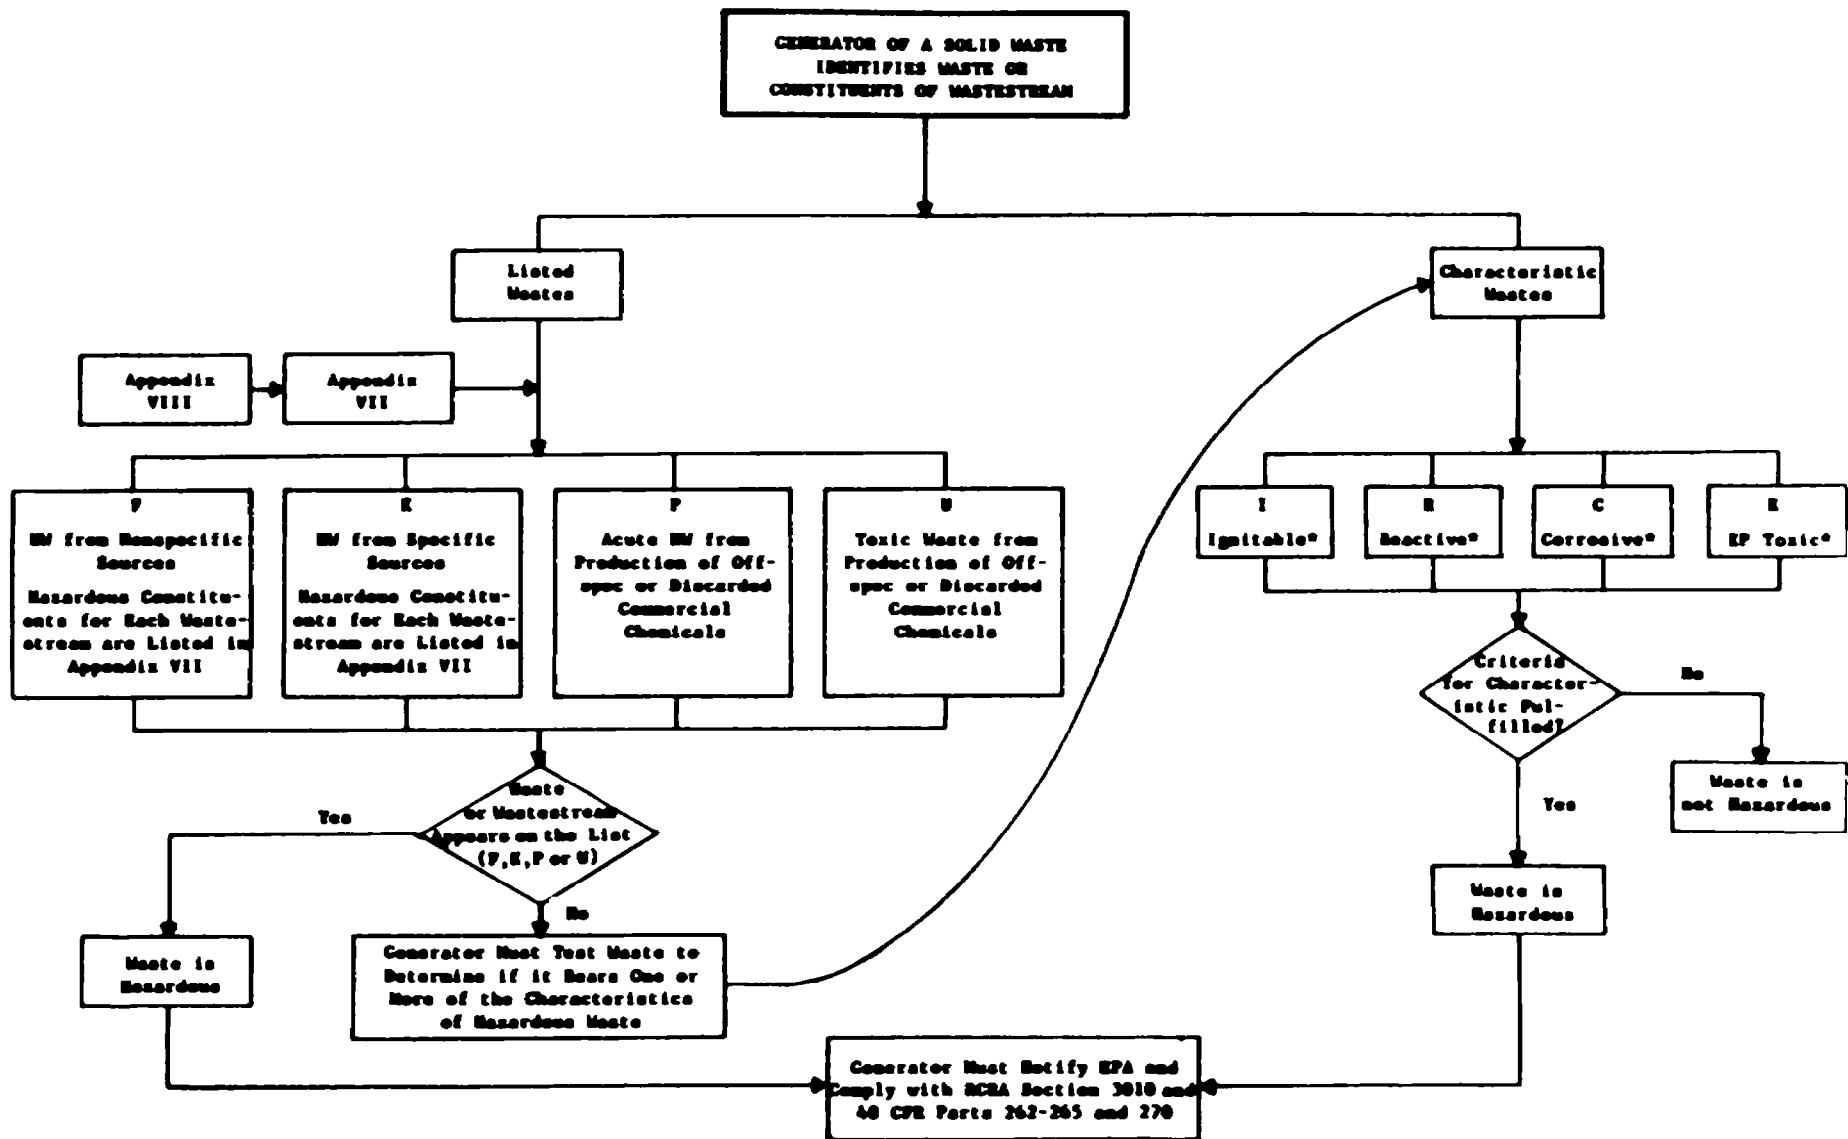 GENERATOR OF A SOLID WASTE
IDENTIFIES WASTE OR
CONSTITUENTS OF WASTESTREAM
Listed
Wastes
Characteristic
Wastes
Appendix
VIII
Appendix
VII
F
HW from Nonspecific
Sources
Hazardous Constitu-
ents for Each Waste-
stream are Listed in
Appendix VII
K
HW from Specific
Sources
Hazardous Constitu-
ents for Each Waste-
stream are Listed in
Appendix VII
P
Acute HW from
Production of Off-
spec or Discarded
Commercial
Chemicals
U
Toxic Waste from
Production of Off-
spec or Discarded
Commercial
Chemicals
I
Ignitable*
R
Reactive*
C
Corrosive*
E
EP Toxic*
Criteria
for Character-
istic Ful-
filled?
No
Waste is
not Hazardous
Yes
Waste is
Hazardous
Waste
or Wastestream
Appears on the List
(F,K,P or U)
Yes
No
Waste is
Hazardous
Generator Must Test Waste to
Determine if it Bears One or
More of the Characteristics
of Hazardous Waste
Generator Must Notify EPA and
Comply with RCRA Section 3010 and
40 CFR Parts 262-265 and 270